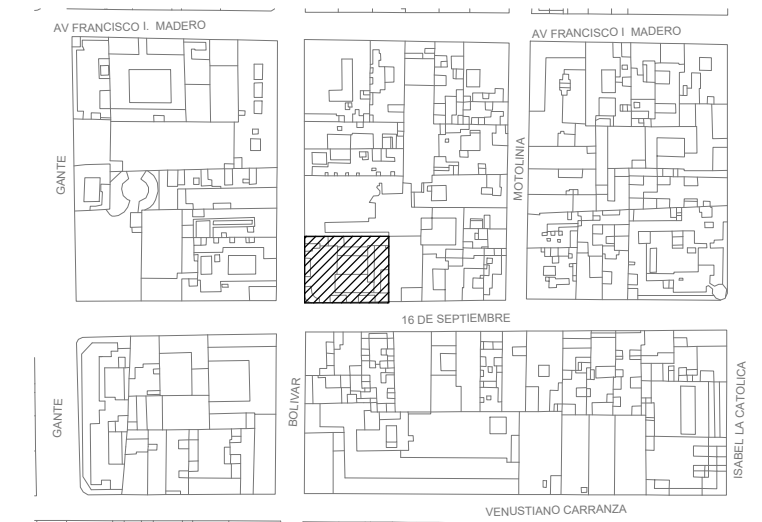 AV FRANCISCO I. MADERO
AV FRANCISCO I MADERO
GANTE
MOTOLINIA
16 DE SEPTIEMBRE
GANTE
BOLIVAR
ISABEL LA CATOLICA
VENUSTIANO CARRANZA